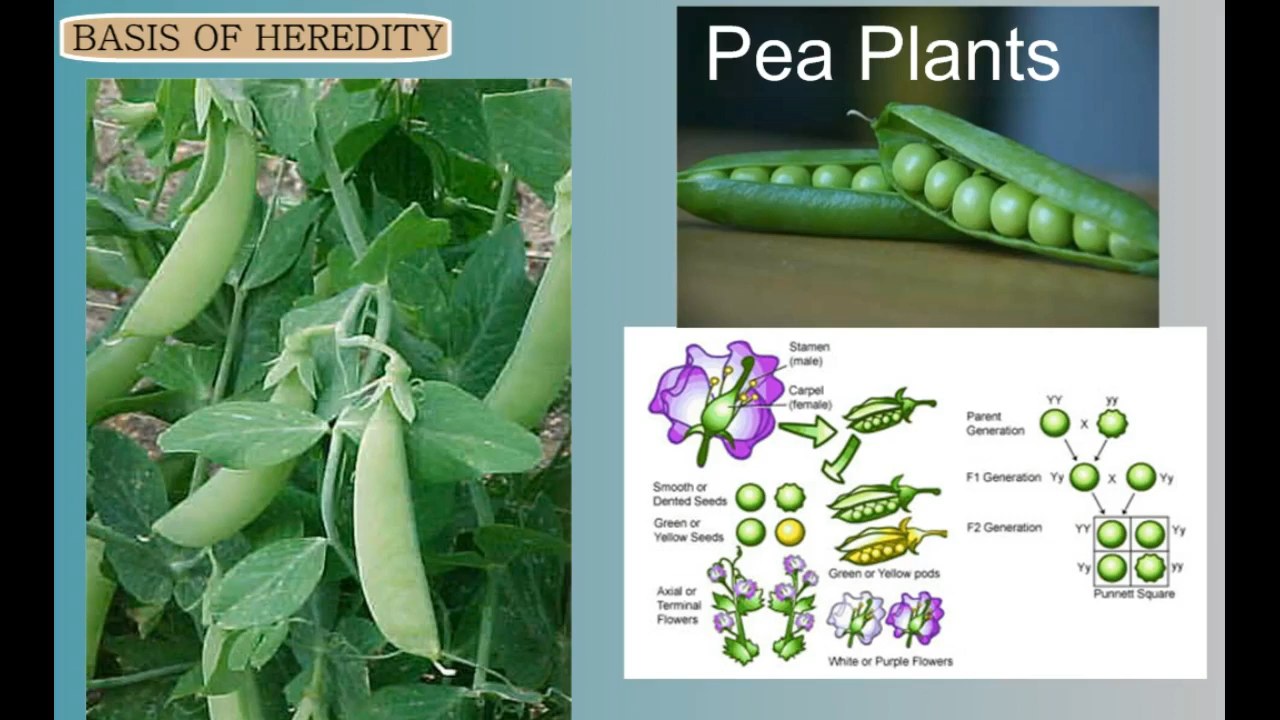 BASIS OF HEREDITY
Pea Plants
Stamen
(male)
Carpel
(female)
Smooth or
Dented Seeds
Green or
Yellow Seeds
Axial or
Terminal
Flowers
Green or Yellow pods
White or Purple Flowers
Parent
Generation
YY
X
yy
F1 Generation
Yy
X
Yy
F2 Generation
YY
Yy
Yy
yy
Punnett Square